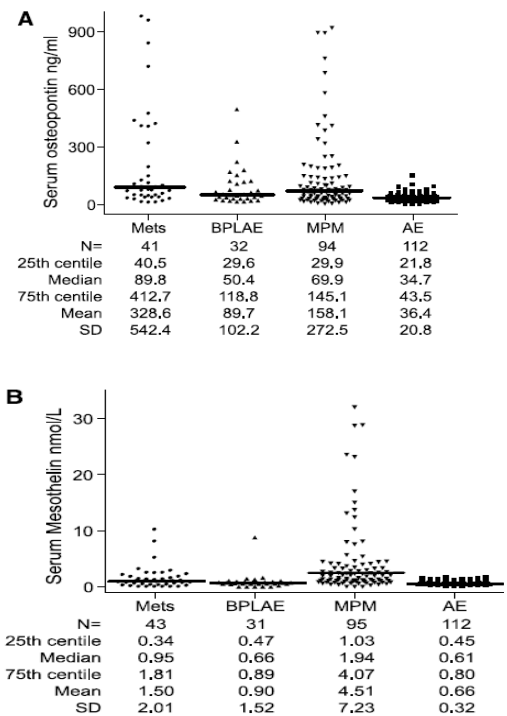 A
Serum osteopontin ng/ml
900
600
300
0
Mets BPLAE MPM AE
N= 41 32 94 112
25th centile 40.5 29.6 29.9 21.8
Median 89.8 50.4 69.9 34.7
75th centile 412.7 118.8 145.1 43.5
Mean 328.6 89.7 158.1 36.4
SD 542.4 102.2 272.5 20.8
B
Serum Mesothelin nmol/L
30
20
10
0
Mets BPLAE MPM AE
N= 43 31 95 112
25th centile 0.34 0.47 1.03 0.45
Median 0.95 0.66 1.94 0.61
75th centile 1.81 0.89 4.07 0.80
Mean 1.50 0.90 4.51 0.66
SD 2.01 1.52 7.23 0.32